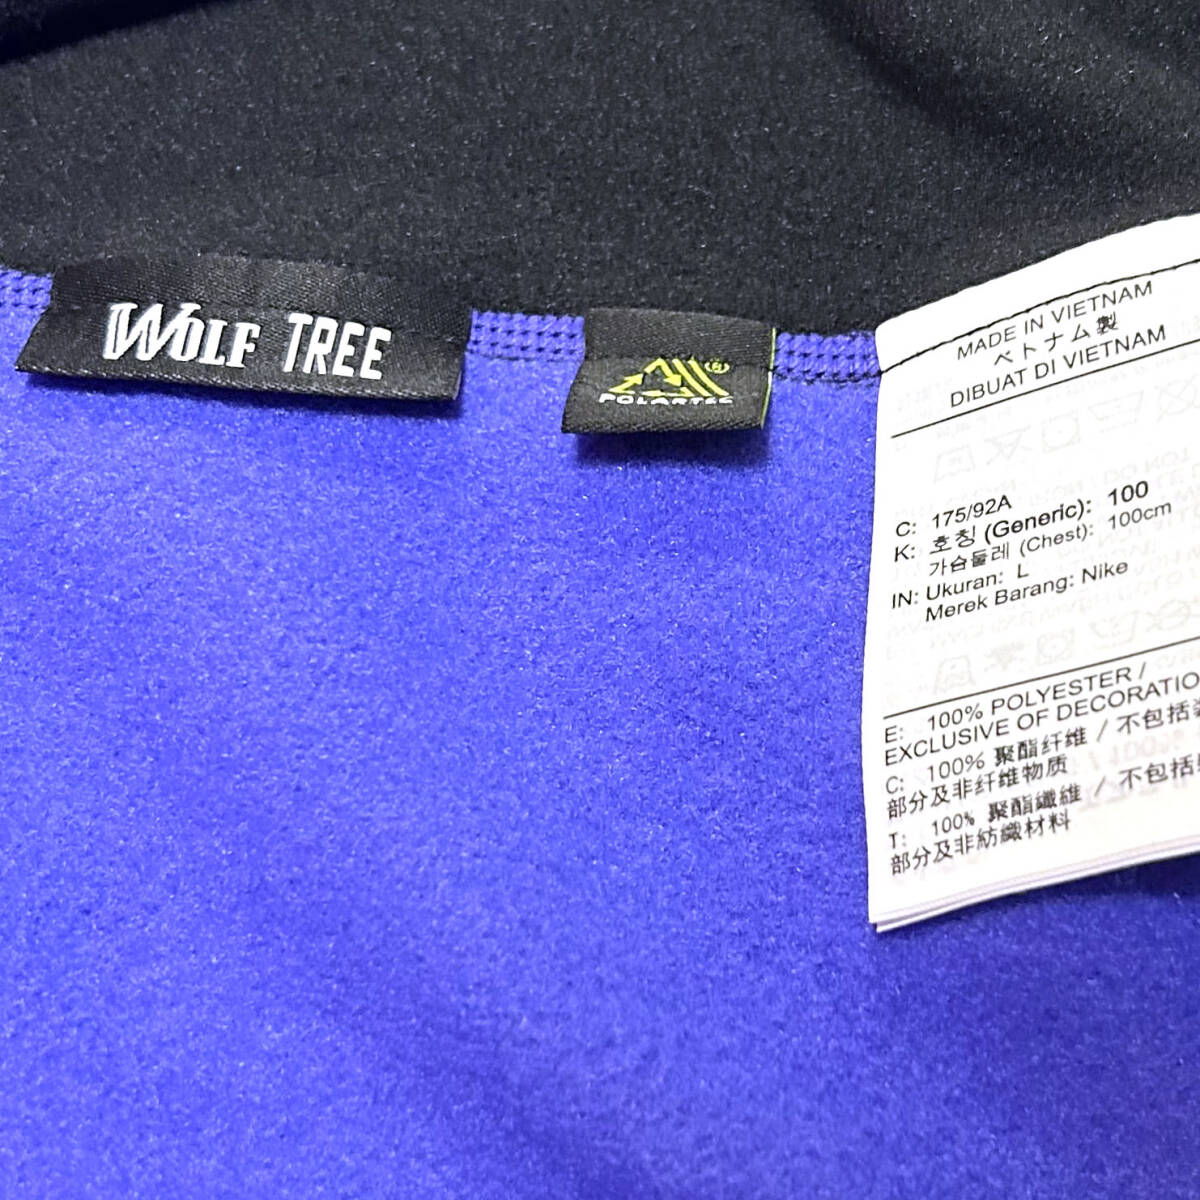 WOLF TREE
POLARTEC®
MADE IN VIETNAM
ベトナム製
DIBUAT DI VIETNAM
C: 175/92A
K: 호칭 (Generic): 100
가슴둘레 (Chest): 100cm
IN: Ukuran: L
Merek Barang: Nike
E: 100% POLYESTER /
EXCLUSIVE OF DECORATIO
C: 100% 聚酯纤维 / 不包括装
部分及非纤维物质
T: 100% 聚酯纖維 / 不包括
部分及非紡織材料